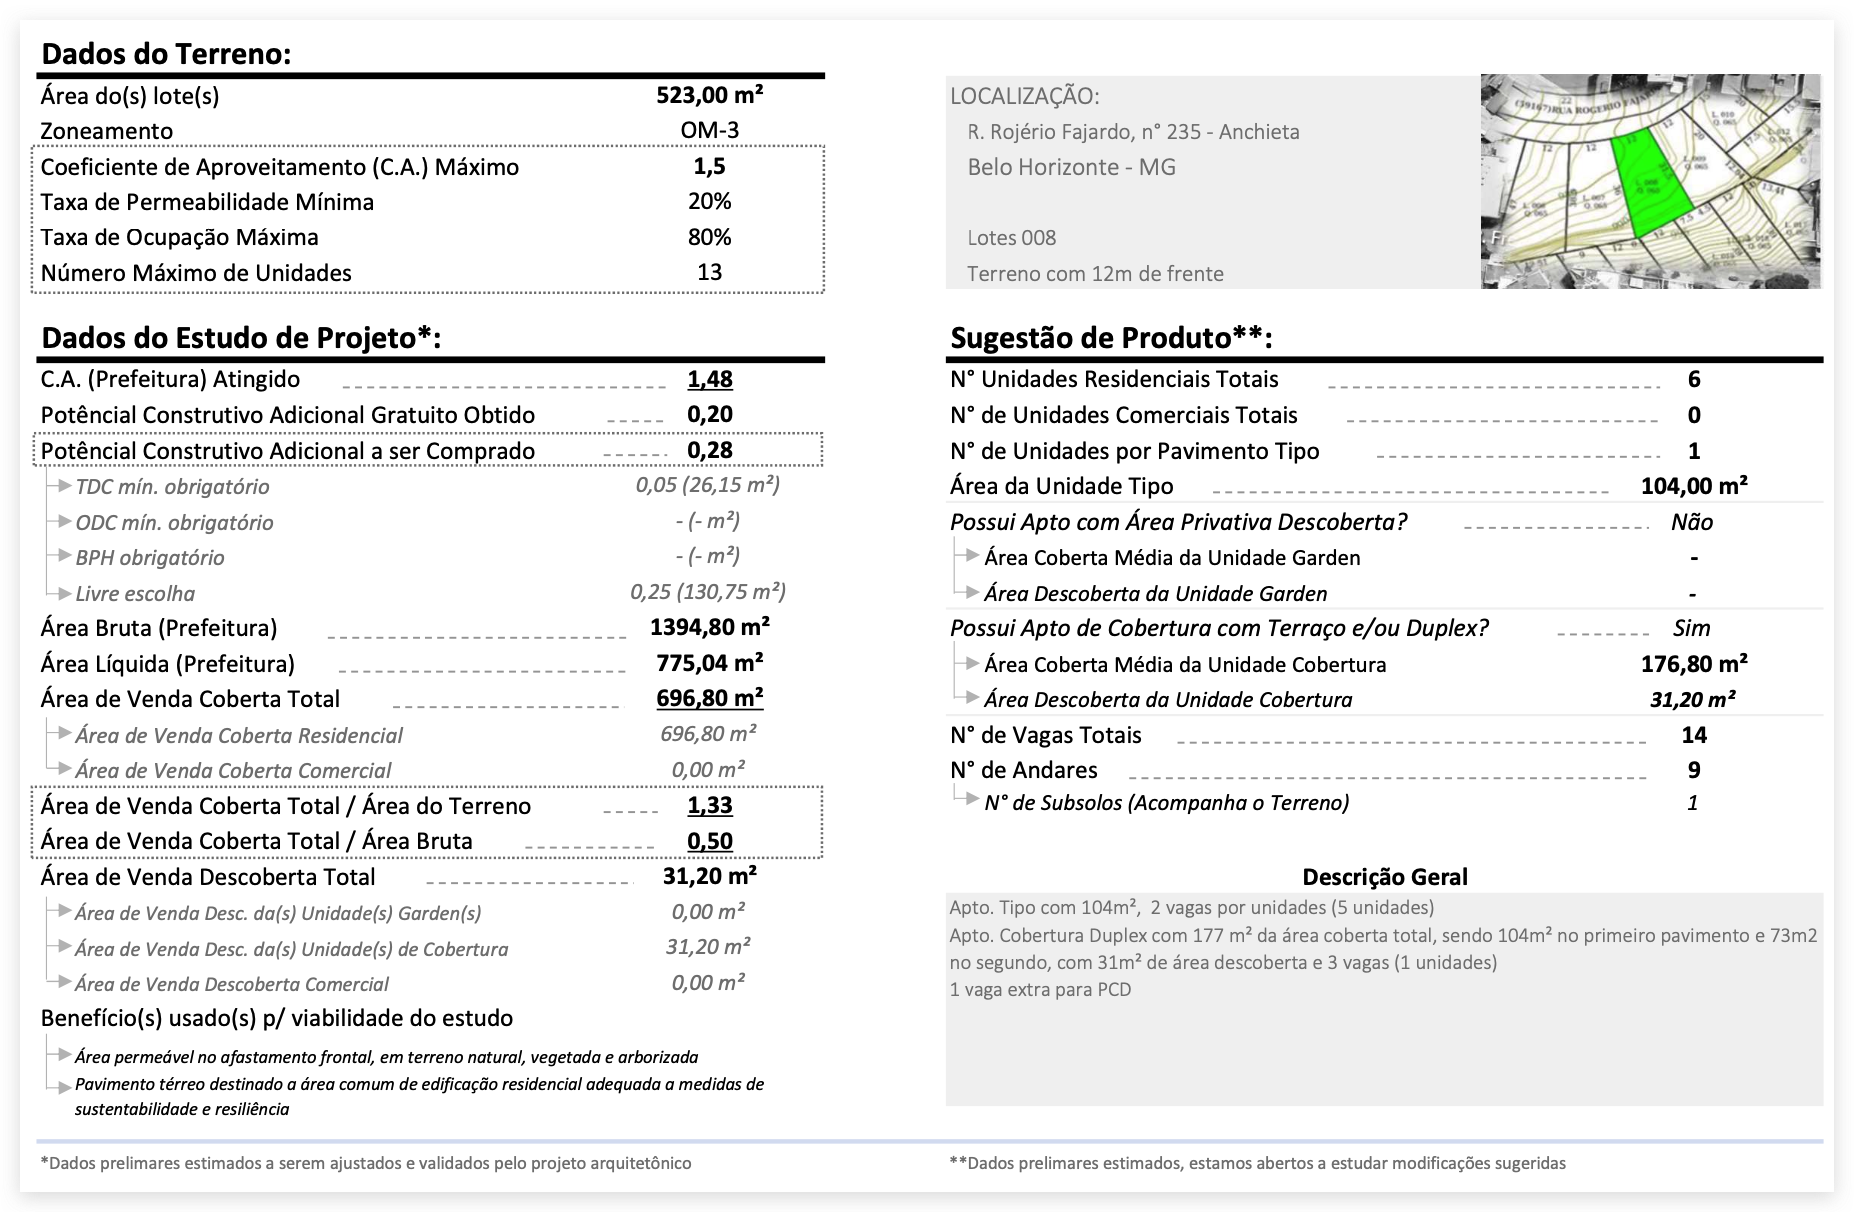 Dados do Terreno:
Área do(s) lote(s) 523,00 m²
Zoneamento OM-3
Coeficiente de Aproveitamento (C.A.) Máximo 1,5
Taxa de Permeabilidade Mínima 20%
Taxa de Ocupação Máxima 80%
Número Máximo de Unidades 13
LOCALIZAÇÃO:
R. Rojério Fajardo, n° 235 - Anchieta
Belo Horizonte - MG
Lotes 008
Terreno com 12m de frente
(39167)RUA ROGERIO FAJAR
Dados do Estudo de Projeto*:
C.A. (Prefeitura) Atingido 1,48
Potêncial Construtivo Adicional Gratuito Obtido 0,20
Potêncial Construtivo Adicional a ser Comprado 0,28
TDC mín. obrigatório 0,05 (26,15 m²)
ODC mín. obrigatório - (- m²)
BPH obrigatório - (- m²)
Livre escolha 0,25 (130,75 m²)
Área Bruta (Prefeitura) 1394,80 m²
Área Líquida (Prefeitura) 775,04 m²
Área de Venda Coberta Total 696,80 m²
Área de Venda Coberta Residencial 696,80 m²
Área de Venda Coberta Comercial 0,00 m²
Área de Venda Coberta Total / Área do Terreno 1,33
Área de Venda Coberta Total / Área Bruta 0,50
Área de Venda Descoberta Total 31,20 m²
Área de Venda Desc. da(s) Unidade(s) Garden(s) 0,00 m²
Área de Venda Desc. da(s) Unidade(s) de Cobertura 31,20 m²
Área de Venda Descoberta Comercial 0,00 m²
Benefício(s) usado(s) p/ viabilidade do estudo
Área permeável no afastamento frontal, em terreno natural, vegetada e arborizada
Pavimento térreo destinado a área comum de edificação residencial adequada a medidas de
sustentabilidade e resiliência
Sugestão de Produto**:
N° Unidades Residenciais Totais 6
N° de Unidades Comerciais Totais 0
N° de Unidades por Pavimento Tipo 1
Área da Unidade Tipo 104,00 m²
Possui Apto com Área Privativa Descoberta? Não
Área Coberta Média da Unidade Garden -
Área Descoberta da Unidade Garden -
Possui Apto de Cobertura com Terraço e/ou Duplex? Sim
Área Coberta Média da Unidade Cobertura 176,80 m²
Área Descoberta da Unidade Cobertura 31,20 m²
N° de Vagas Totais 14
N° de Andares 9
N° de Subsolos (Acompanha o Terreno) 1
Descrição Geral
Apto. Tipo com 104m², 2 vagas por unidades (5 unidades)
Apto. Cobertura Duplex com 177 m² da área coberta total, sendo 104m² no primeiro pavimento e 73m2
no segundo, com 31m² de área descoberta e 3 vagas (1 unidades)
1 vaga extra para PCD
*Dados prelimares estimados a serem ajustados e validados pelo projeto arquitetônico
**Dados prelimares estimados, estamos abertos a estudar modificações sugeridas